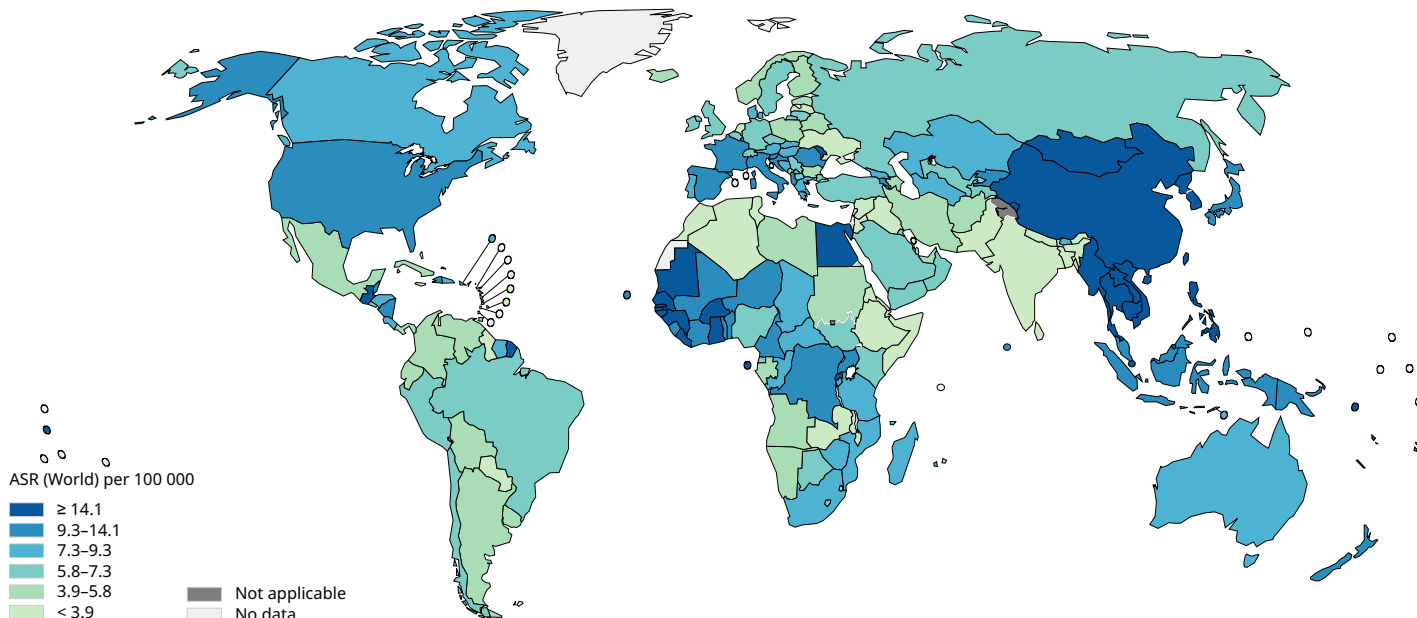 ASR (World) per 100 000
≥ 14.1
9.3–14.1
7.3–9.3
5.8–7.3
3.9–5.8
< 3.9
Not applicable
No data